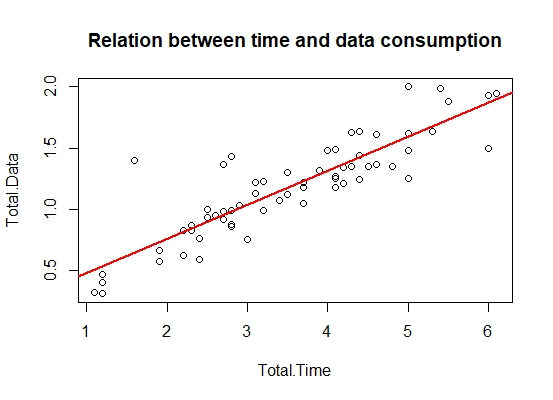 Relation between time and data consumption
Total.Data
2.0
1.5
1.0
0.5
1 2 3 4 5 6
Total.Time